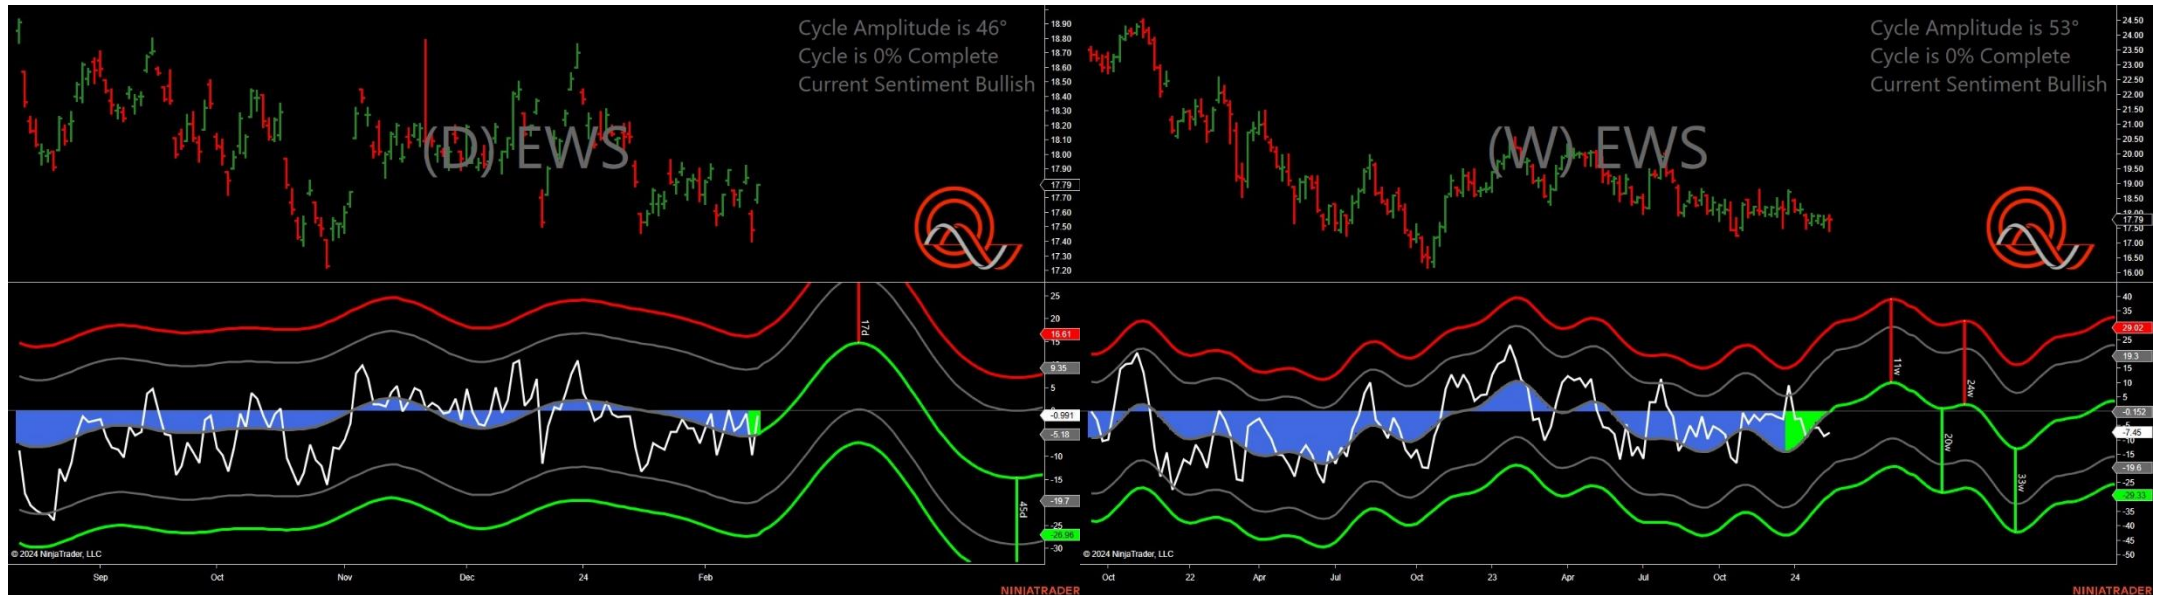 Cycle Amplitude is 46°
Cycle is 0% Complete
Current Sentiment Bullish
(D) EWS
18.90
18.80
18.70
18.60
18.50
18.40
18.30
18.20
18.10
18.00
17.90
17.79
17.70
17.60
17.50
17.40
17.30
17.20
25
20
16.61
15
9.35
5
-0.991
-5.18
-10
-15
-19.7
-25
-26.96
-30
17d
45d
© 2024 NinjaTrader, LLC
Sep
Oct
Nov
Dec
24
Feb
NINJATRADER
Cycle Amplitude is 53°
Cycle is 0% Complete
Current Sentiment Bullish
(W) EWS
24.50
24.00
23.50
23.00
22.50
22.00
21.50
21.00
20.50
20.00
19.50
19.00
18.50
18.00
17.79
17.50
17.00
16.50
16.00
40
35
29.02
25
19.3
15
10
5
-0.152
-7.45
-10
-15
-19.6
-25
-29.33
-35
-40
-45
-50
11w
24w
20w
33w
© 2024 NinjaTrader, LLC
Oct
22
Apr
Jul
Oct
23
Apr
Jul
Oct
24
NINJATRADER